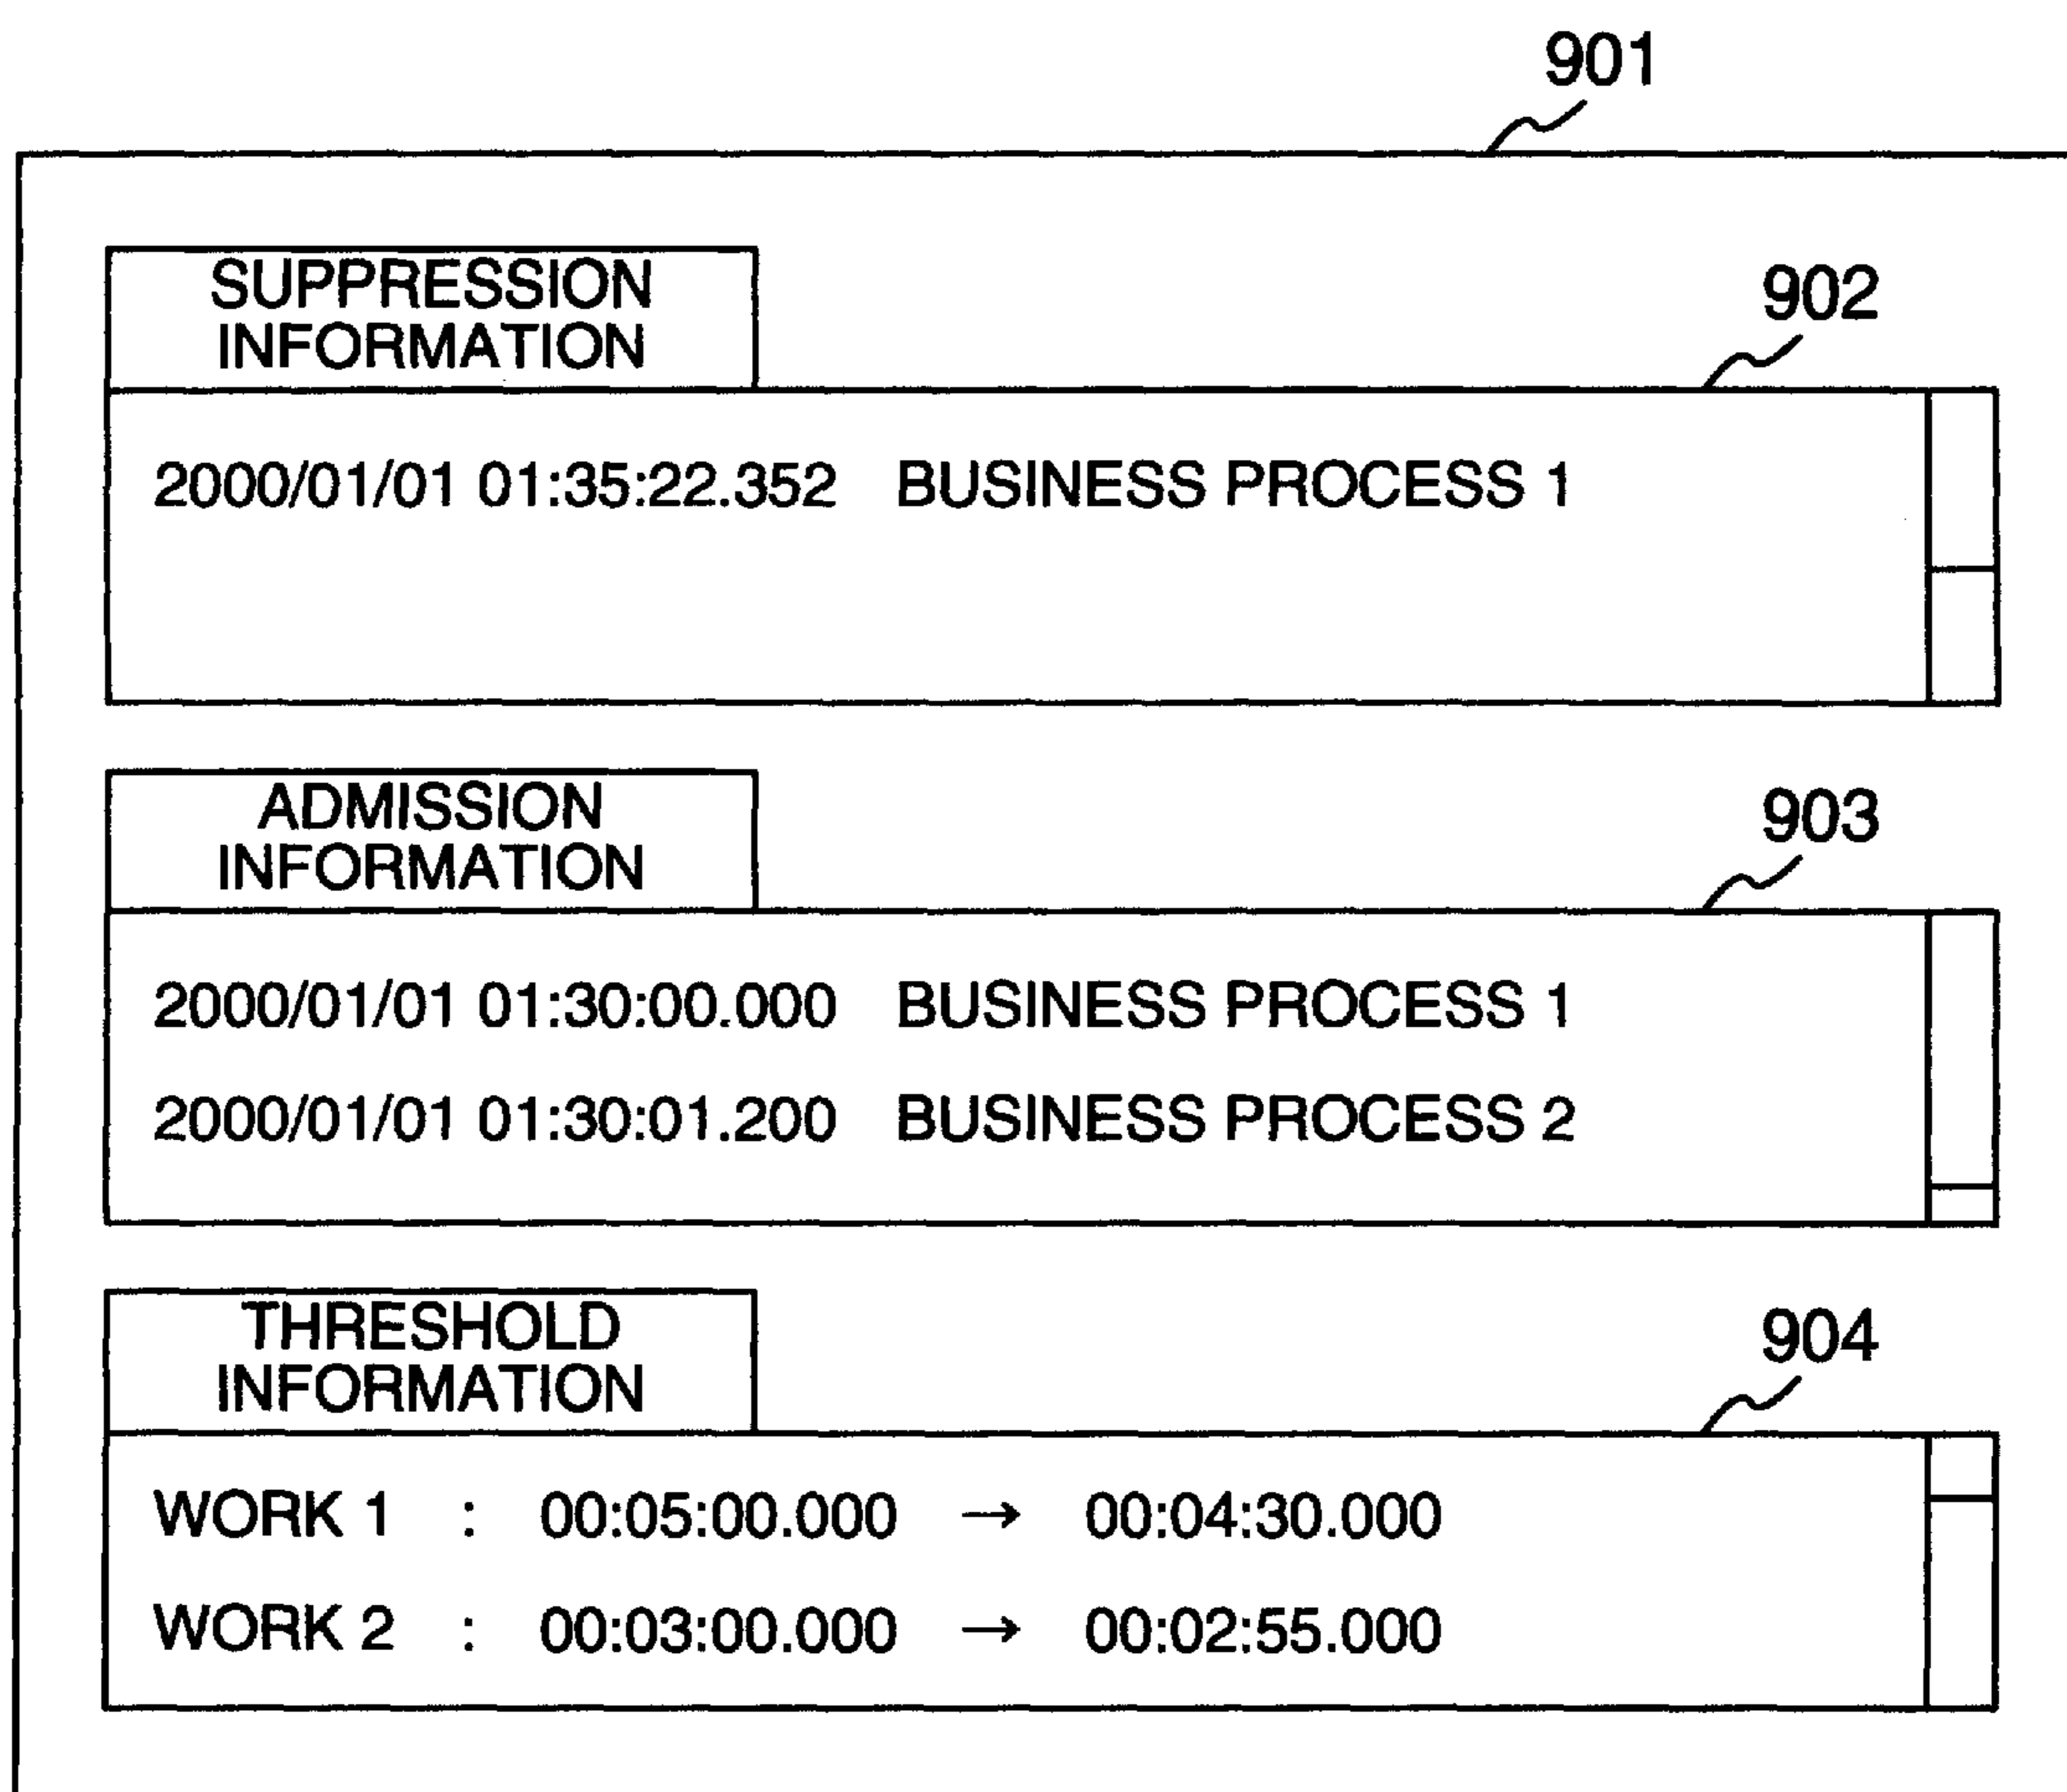 901
SUPPRESSION
INFORMATION
902
2000/01/01 01:35:22.352 BUSINESS PROCESS 1
ADMISSION
INFORMATION
903
2000/01/01 01:30:00.000 BUSINESS PROCESS 1
2000/01/01 01:30:01.200 BUSINESS PROCESS 2
THRESHOLD
INFORMATION
904
WORK 1 : 00:05:00.000 → 00:04:30.000
WORK 2 : 00:03:00.000 → 00:02:55.000